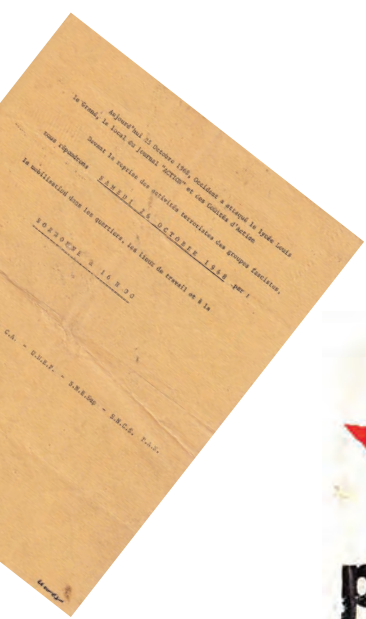 Aujourd'hui 23 Octobre 1968, Occident a attaqué le lycée Louis
le Grand, le local du journal "ACTION" et des Comités d'Action
Devant la reprise des activités terroristes des groupes fascistes,
nous répondrons SAMEDI 26 OCTOBRE 1968 par :
la mobilisation dans les quartiers, les lieux de travail et à la
16 H 30
C.A. - U.N.E.F. - S.N.E.Sup - F.L.N.
p